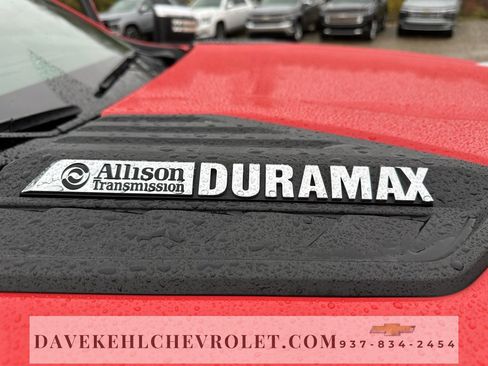 Allison
Transmission
DURAMAX
DAVEKEHLCHEVROLET.COM 937-834-2454